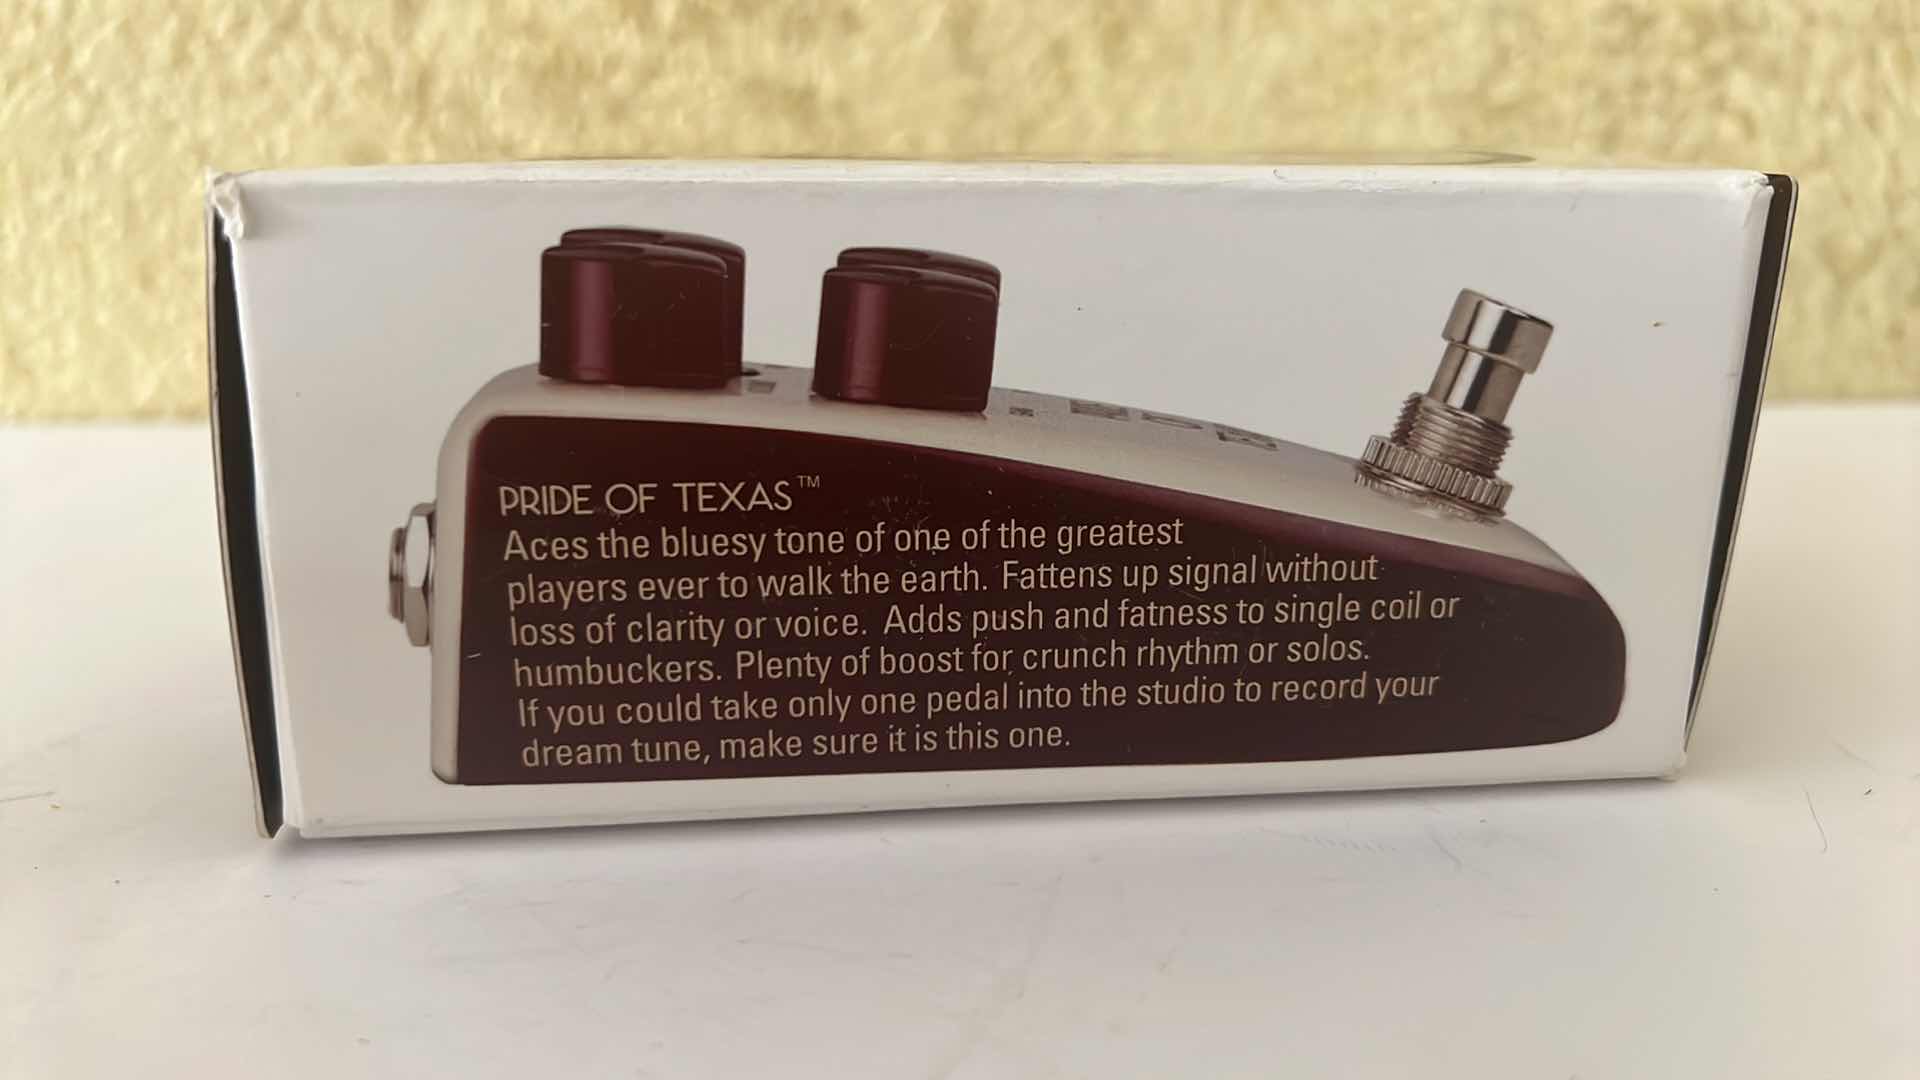 PRIDE OF TEXAS™
Aces the bluesy tone of one of the greatest
players ever to walk the earth. Fattens up signal without
loss of clarity or voice. Adds push and fatness to single coil or
humbuckers. Plenty of boost for crunch rhythm or solos.
If you could take only one pedal into the studio to record your
dream tune, make sure it is this one.